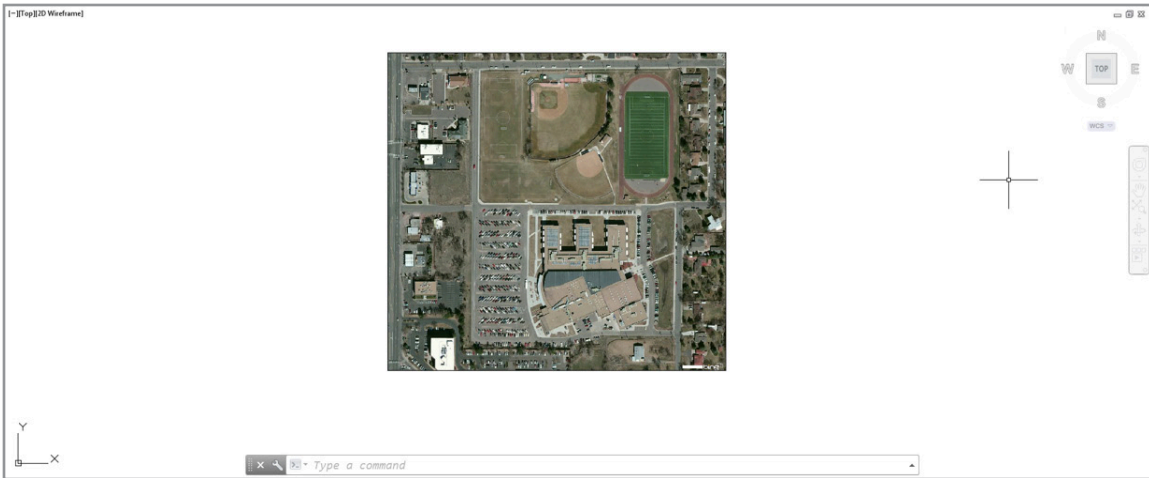 [−][Top][2D Wireframe]
N
W
TOP
E
S
WCS
Y
X
Type a command